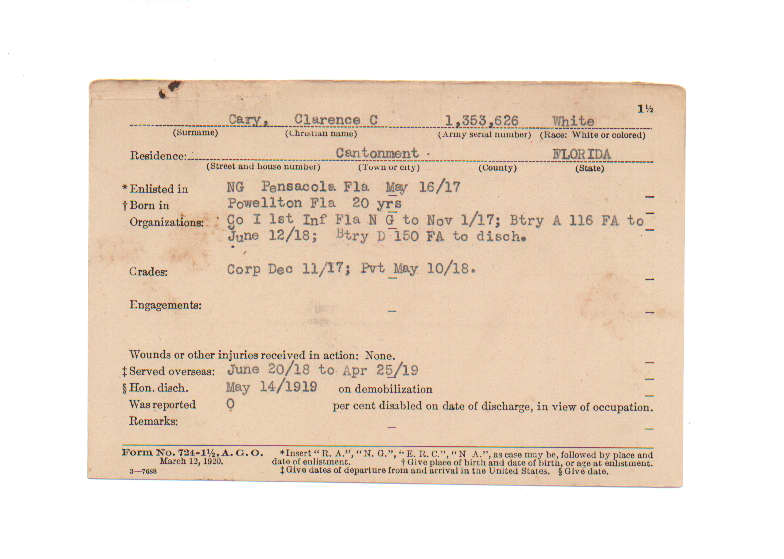 1½
Cary, Clarence C 1,353,626 White
(Surname) (Christian name) (Army serial number) (Race: White or colored)
Residence: Cantonment FLORIDA
(Street and house number) (Town or city) (County) (State)
*Enlisted in NG Pensacola Fla May 16/17
†Born in Powellton Fla 20 yrs
Organizations: Co I 1st Inf Fla N G to Nov 1/17; Btry A 116 FA to
June 12/18; Btry D 150 FA to disch.
Grades: Corp Dec 11/17; Pvt May 10/18.
Engagements: –
Wounds or other injuries received in action: None.
‡Served overseas: June 20/18 to Apr 25/19
§Hon. disch. May 14/1919 on demobilization
Was reported 0 per cent disabled on date of discharge, in view of occupation.
Remarks: –
Form No. 724-1½, A. G. O. *Insert "R. A.", "N. G.", "E. R. C.", "N A.", as case may be, followed by place and
March 12, 1920. date of enlistment. †Give place of birth and date of birth, or age at enlistment.
3—7688 ‡Give dates of departure from and arrival in the United States. §Give date.